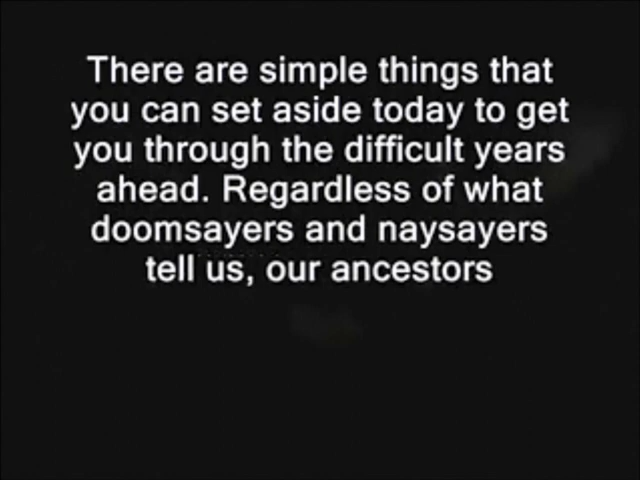 There are simple things that
you can set aside today to get
you through the difficult years
ahead. Regardless of what
doomsayers and naysayers
tell us, our ancestors